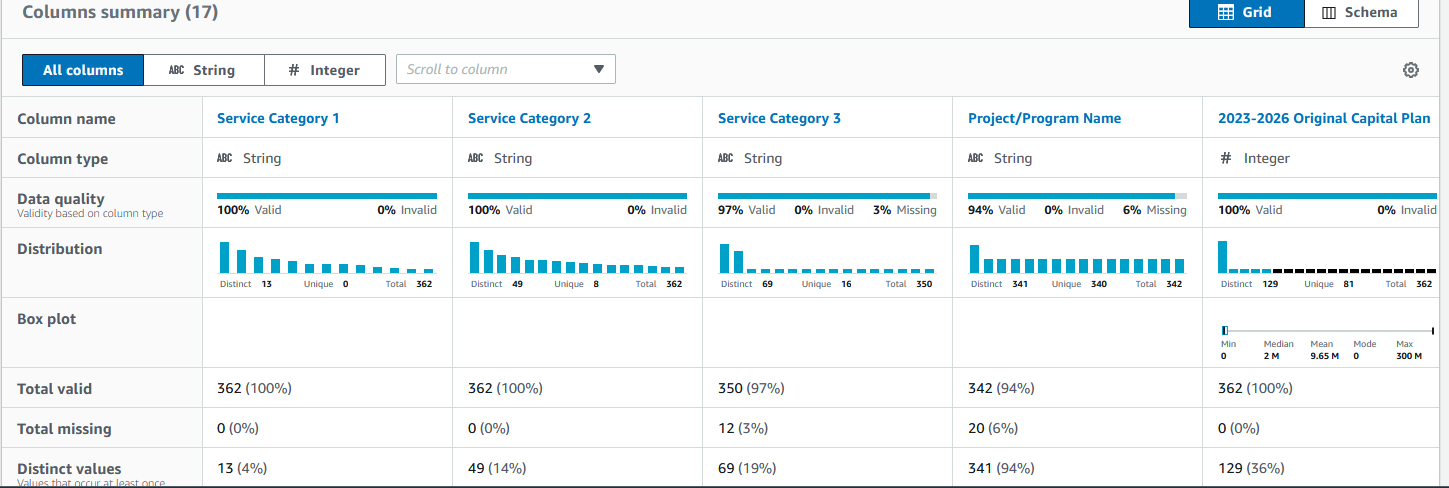 Columns summary (17)
Grid
Schema
All columns
ABC String
# Integer
Scroll to column
Column name Service Category 1 Service Category 2 Service Category 3 Project/Program Name 2023-2026 Original Capital Plan
Column type ABC String ABC String ABC String ABC String # Integer
Data quality
Validity based on column type
100% Valid 0% Invalid 100% Valid 0% Invalid 97% Valid 0% Invalid 3% Missing 94% Valid 0% Invalid 6% Missing 100% Valid 0% Invalid
Distribution
Distinct 13 Unique 0 Total 362 Distinct 49 Unique 8 Total 362 Distinct 69 Unique 16 Total 350 Distinct 341 Unique 340 Total 342 Distinct 129 Unique 81 Total 362
Box plot
Min Median Mean Mode Max
0 2 M 9.65 M 0 300 M
Total valid 362 (100%) 362 (100%) 350 (97%) 342 (94%) 362 (100%)
Total missing 0 (0%) 0 (0%) 12 (3%) 20 (6%) 0 (0%)
Distinct values 13 (4%) 49 (14%) 69 (19%) 341 (94%) 129 (36%)
Values that occur at least once